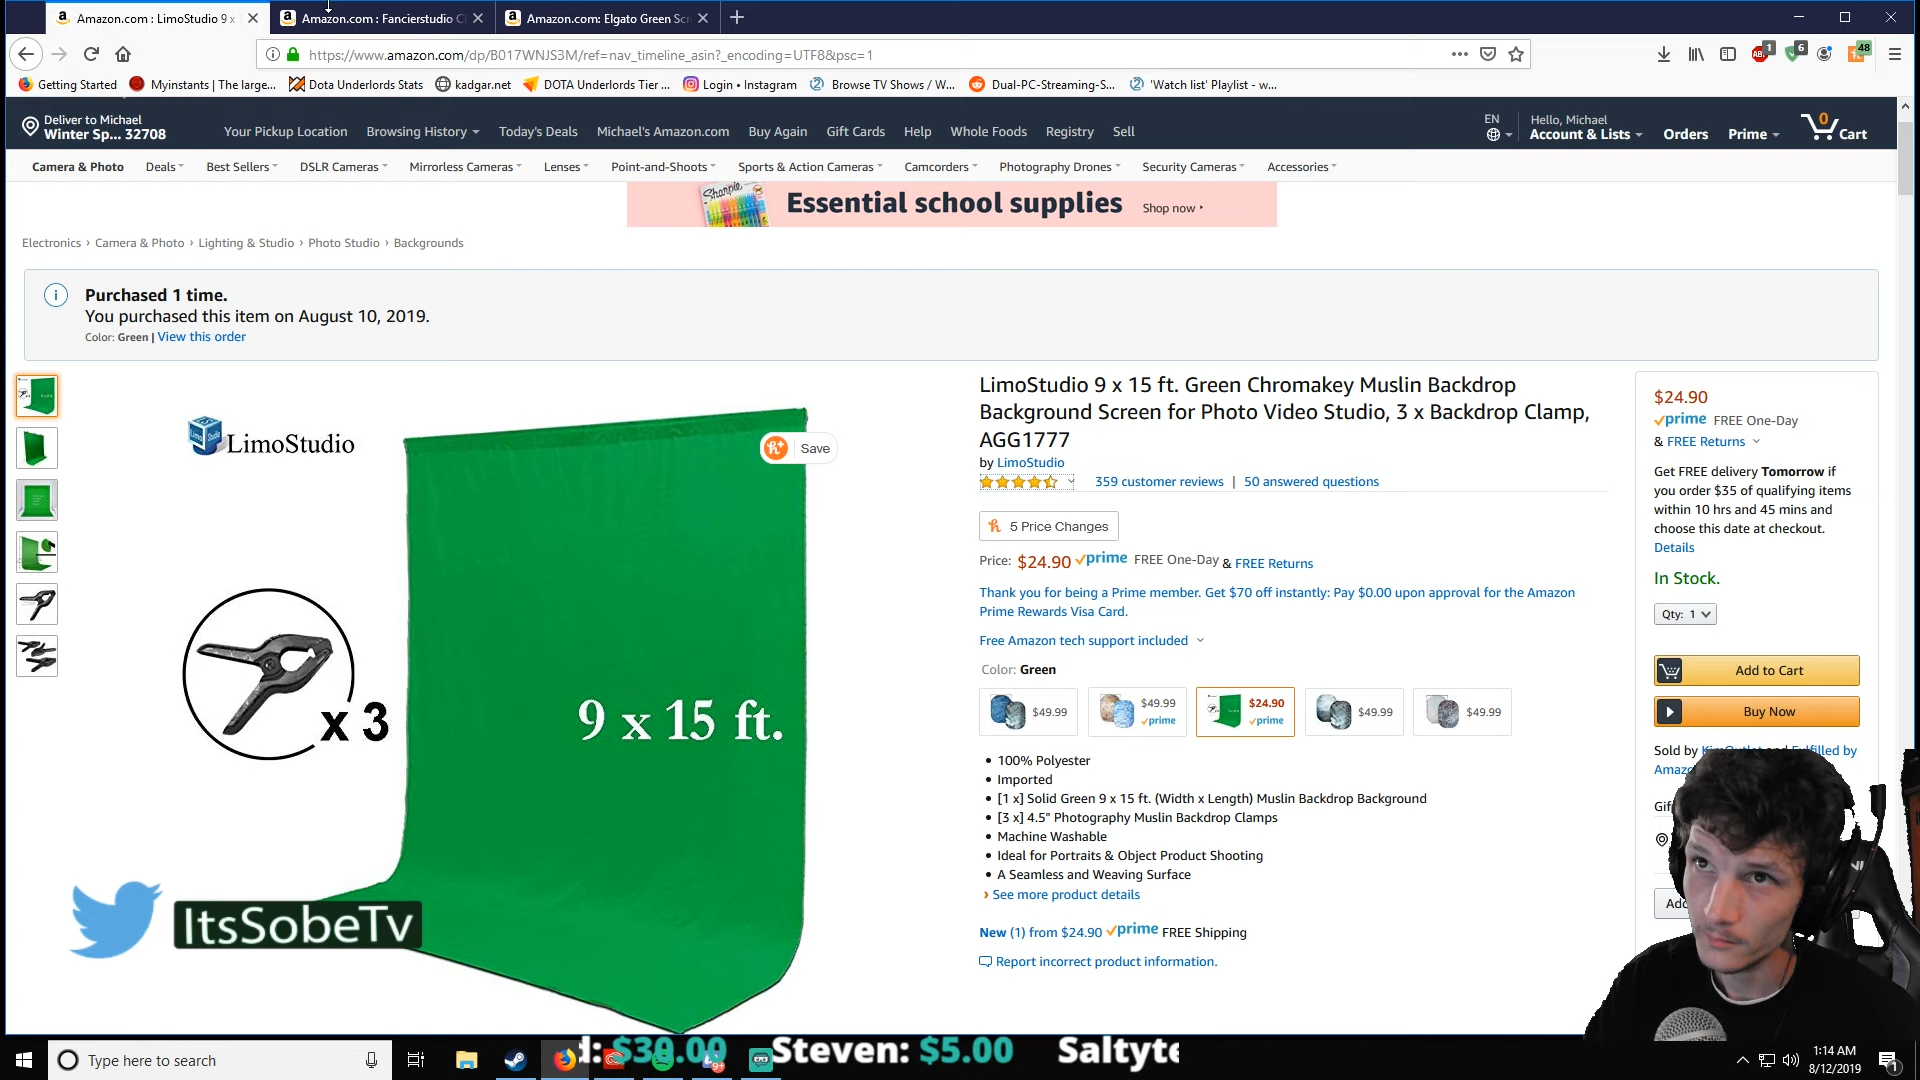 Amazon.com : LimoStudio 9 x
Amazon.com : Fancierstudio C
Amazon.com: Elgato Green Scr
https://www.amazon.com/dp/B017WNJS3M/ref=nav_timeline_asin?_encoding=UTF8&psc=1
1
6
48
Getting Started
Myinstants | The large...
Dota Underlords Stats
kadgar.net
DOTA Underlords Tier ...
Login • Instagram
Browse TV Shows / W...
Dual-PC-Streaming-S...
'Watch list' Playlist - w...
Deliver to Michael
Winter Sp... 32708
Your Pickup Location
Browsing History
Today's Deals
Michael's Amazon.com
Buy Again
Gift Cards
Help
Whole Foods
Registry
Sell
EN
Hello, Michael
Account & Lists
Orders
Prime
0
Cart
Camera & Photo
Deals
Best Sellers
DSLR Cameras
Mirrorless Cameras
Lenses
Point-and-Shoots
Sports & Action Cameras
Camcorders
Photography Drones
Security Cameras
Accessories
Sharpie
Essential school supplies
Shop now
Electronics › Camera & Photo › Lighting & Studio › Photo Studio › Backgrounds
Purchased 1 time.
You purchased this item on August 10, 2019.
Color: Green | View this order
LimoStudio
Save
x 3
9 x 15 ft.
ItsSobeTv
LimoStudio 9 x 15 ft. Green Chromakey Muslin Backdrop
Background Screen for Photo Video Studio, 3 x Backdrop Clamp,
AGG1777
by LimoStudio
359 customer reviews | 50 answered questions
5 Price Changes
Price: $24.90 prime FREE One-Day & FREE Returns
Thank you for being a Prime member. Get $70 off instantly: Pay $0.00 upon approval for the Amazon
Prime Rewards Visa Card.
Free Amazon tech support included
Color: Green
$49.99
$49.99
prime
$24.90
prime
$49.99
$49.99
• 100% Polyester
• Imported
• [1 x] Solid Green 9 x 15 ft. (Width x Length) Muslin Backdrop Background
• [3 x] 4.5" Photography Muslin Backdrop Clamps
• Machine Washable
• Ideal for Portraits & Object Product Shooting
• A Seamless and Weaving Surface
› See more product details
New (1) from $24.90 prime FREE Shipping
Report incorrect product information.
$24.90
prime FREE One-Day
& FREE Returns
Get FREE delivery Tomorrow if
you order $35 of qualifying items
within 10 hrs and 45 mins and
choose this date at checkout.
Details
In Stock.
Qty: 1
Add to Cart
Buy Now
Sold by
and Fulfilled by
Type here to search
$30.00 Steven: $5.00 Saltyte
9+
1:14 AM
8/12/2019
1